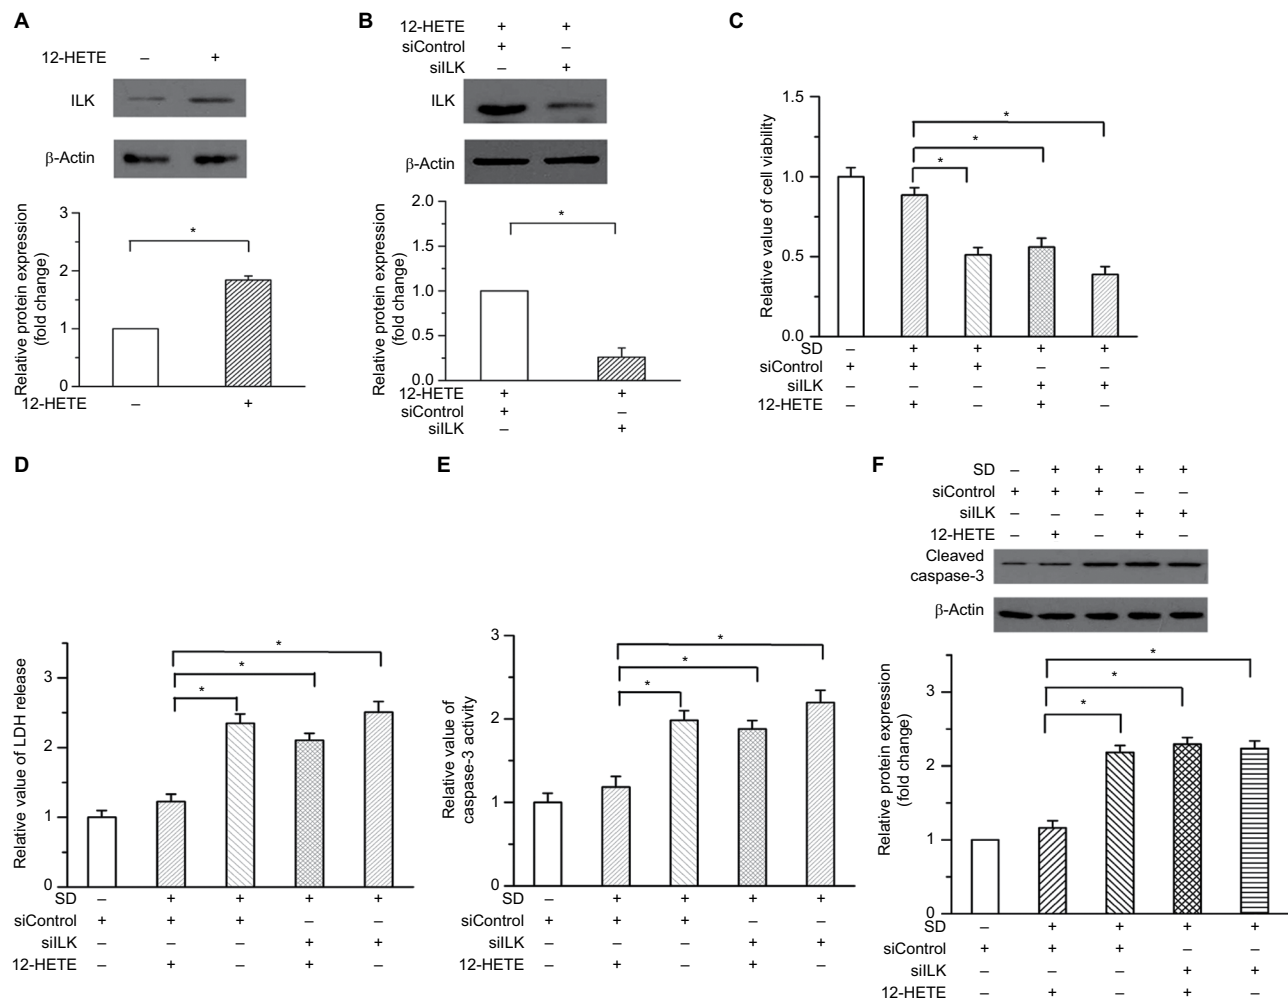 A
12-HETE – +
ILK
β-Actin
Relative protein expression
(fold change)
3
2
1
0
*
12-HETE – +
B
12-HETE + +
siControl + –
siILK – +
ILK
β-Actin
Relative protein expression
(fold change)
2.0
1.5
1.0
0.5
0.0
*
12-HETE + +
siControl + –
siILK – +
C
Relative value of cell viability
1.5
1.0
0.5
0.0
*
*
*
SD – + + + +
siControl + + + – –
siILK – – – + +
12-HETE – + – + –
D
Relative value of LDH release
3
2
1
0
*
*
*
SD – + + + +
siControl + + + – –
siILK – – – + +
12-HETE – + – + –
E
Relative value of
caspase-3 activity
3
2
1
0
*
*
*
SD – + + + +
siControl + + + – –
siILK – – – + +
12-HETE – + – + –
F
SD – + + + +
siControl + + + – –
siILK – – – + +
12-HETE – + – + –
Cleaved
caspase-3
β-Actin
Relative protein expression
(fold change)
3
2
1
0
*
*
*
SD – + + + +
siControl + + + – –
siILK – – – + +
12-HETE – + – + –